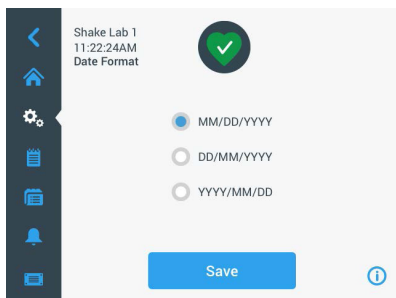 Shake Lab 1
11:22:24AM
Date Format
MM/DD/YYYY
DD/MM/YYYY
YYYY/MM/DD
Save